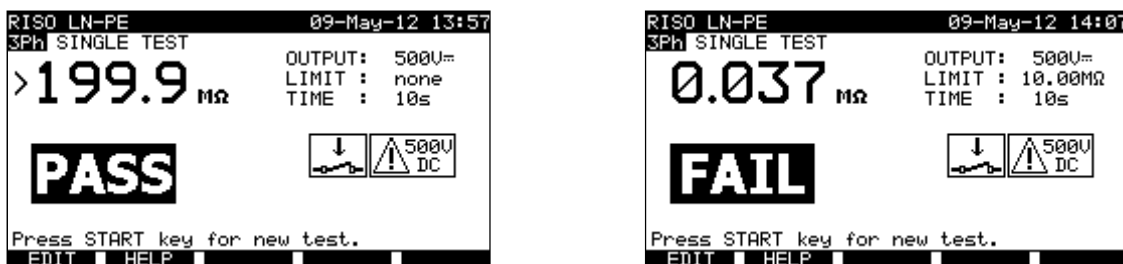 RISO LN-PE 09-May-12 13:57
3Ph SINGLE TEST
>199.9 MΩ
OUTPUT: 500V⎓
LIMIT : none
TIME : 10s
500V
DC
PASS
Press START key for new test.
EDIT HELP
RISO LN-PE 09-May-12 14:07
3Ph SINGLE TEST
0.037 MΩ
OUTPUT: 500V⎓
LIMIT : 10.00MΩ
TIME : 10s
500V
DC
FAIL
Press START key for new test.
EDIT HELP